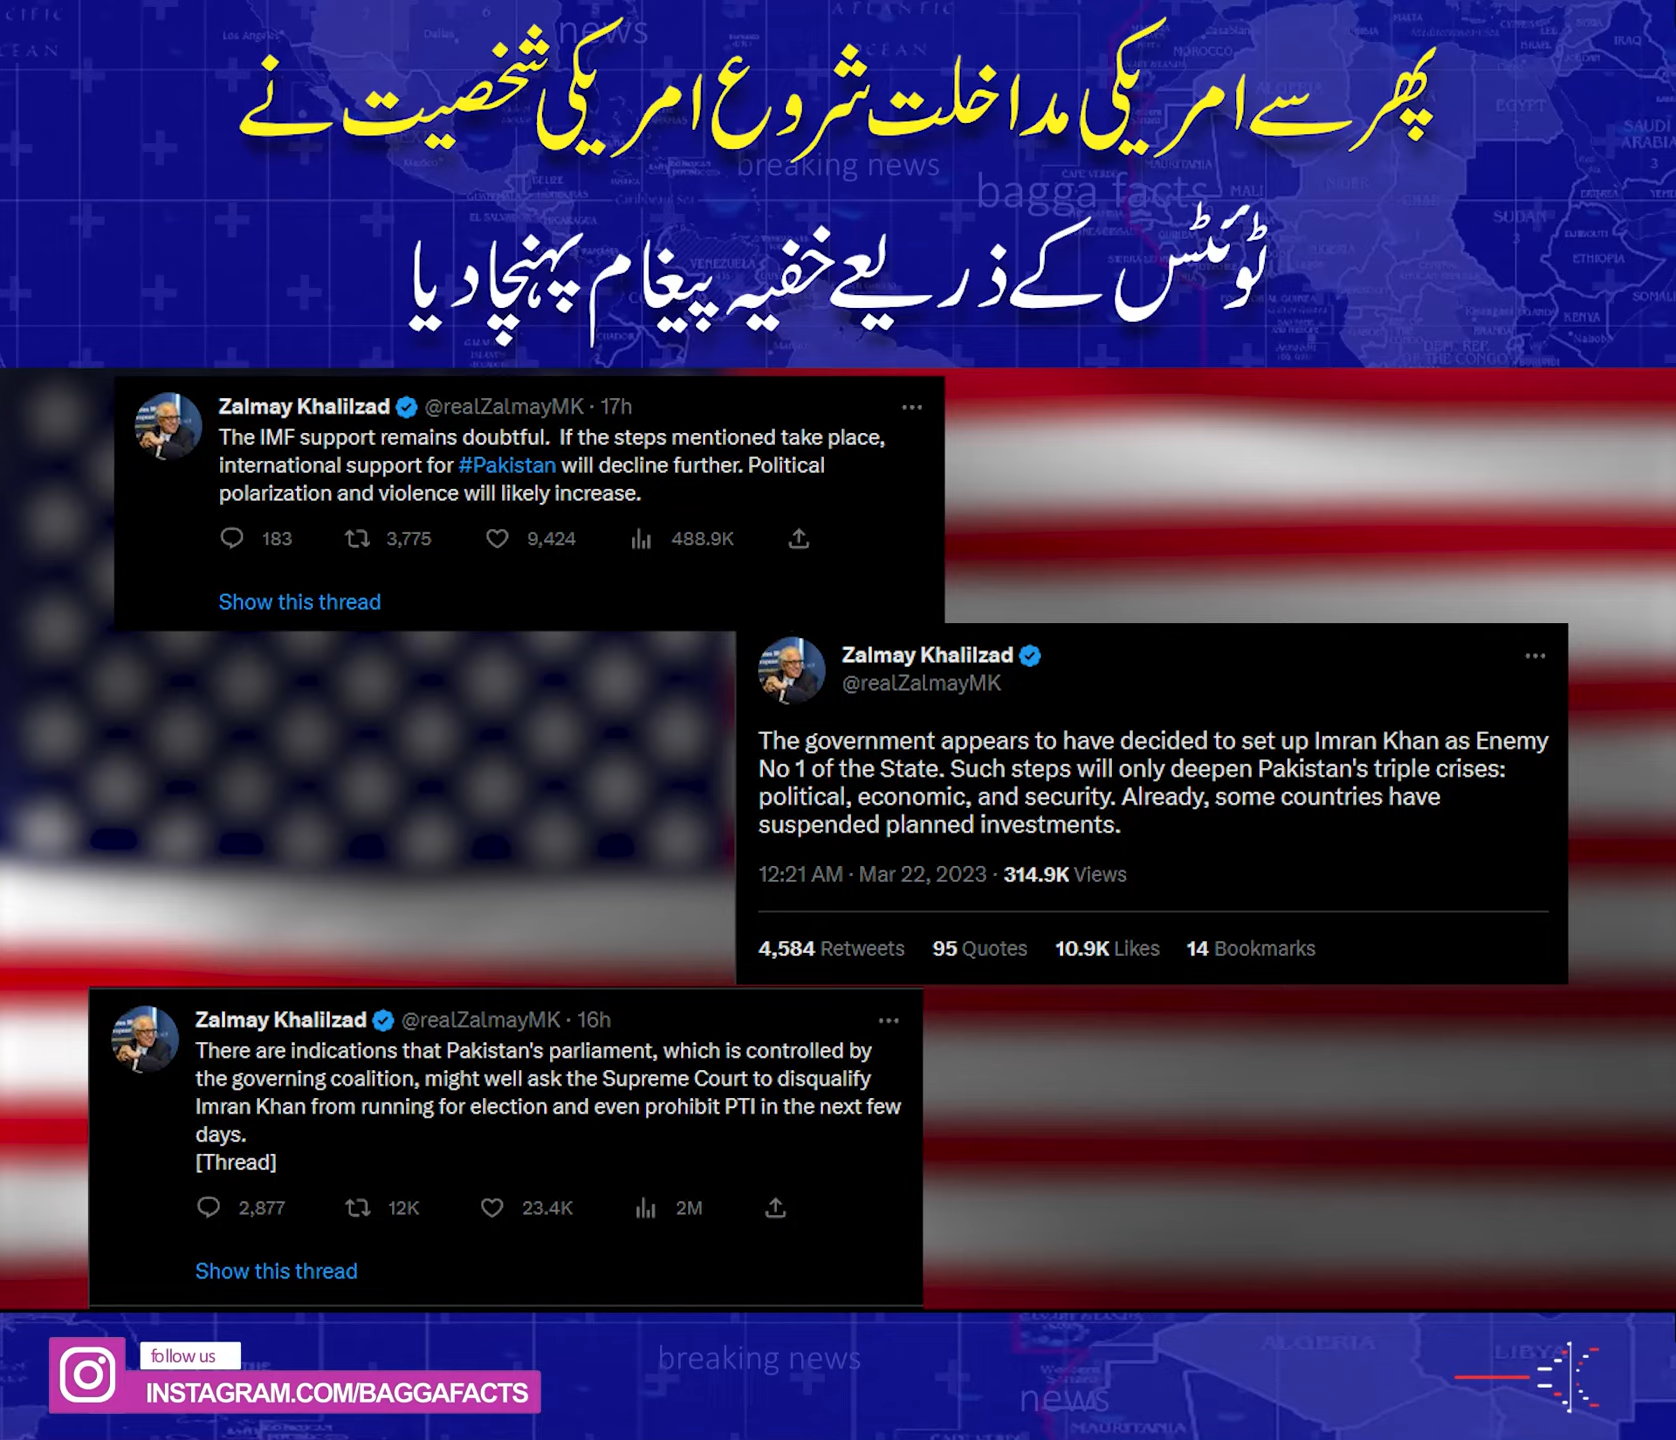 پھر سے امریکی مداخلت شروع امریکی شخصیت نے
ٹوئٹس کے ذریعے خفیہ پیغام پہنچا دیا
news
breaking news
bagga facts
Zalmay Khalilzad @realZalmayMK · 17h
The IMF support remains doubtful. If the steps mentioned take place,
international support for #Pakistan will decline further. Political
polarization and violence will likely increase.
183 3,775 9,424 488.9K
Show this thread
Zalmay Khalilzad
@realZalmayMK
The government appears to have decided to set up Imran Khan as Enemy
No 1 of the State. Such steps will only deepen Pakistan's triple crises:
political, economic, and security. Already, some countries have
suspended planned investments.
12:21 AM · Mar 22, 2023 · 314.9K Views
4,584 Retweets 95 Quotes 10.9K Likes 14 Bookmarks
Zalmay Khalilzad @realZalmayMK · 16h
There are indications that Pakistan's parliament, which is controlled by
the governing coalition, might well ask the Supreme Court to disqualify
Imran Khan from running for election and even prohibit PTI in the next few
days.
[Thread]
2,877 12K 23.4K 2M
Show this thread
follow us
INSTAGRAM.COM/BAGGAFACTS
breaking news
news
ALGERIA
LIBYA
MAURITANIA